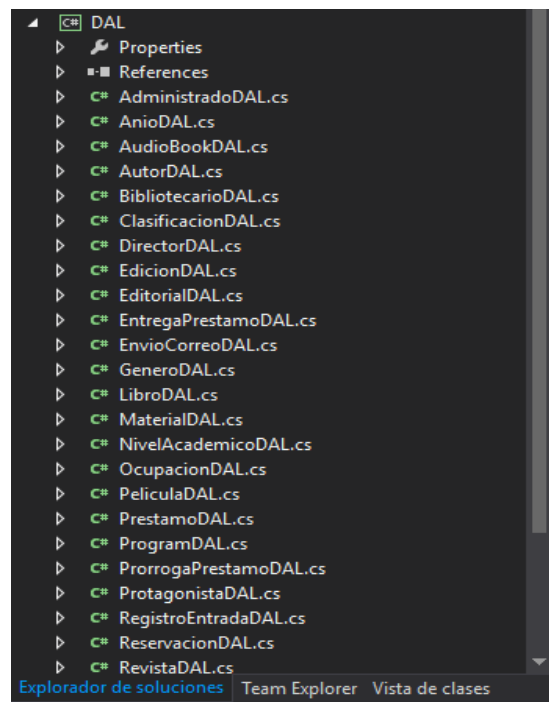 C# DAL
Properties
References
C# AdministradoDAL.cs
C# AnioDAL.cs
C# AudioBookDAL.cs
C# AutorDAL.cs
C# BibliotecarioDAL.cs
C# ClasificacionDAL.cs
C# DirectorDAL.cs
C# EdicionDAL.cs
C# EditorialDAL.cs
C# EntregaPrestamoDAL.cs
C# EnvioCorreoDAL.cs
C# GeneroDAL.cs
C# LibroDAL.cs
C# MaterialDAL.cs
C# NivelAcademicoDAL.cs
C# OcupacionDAL.cs
C# PeliculaDAL.cs
C# PrestamoDAL.cs
C# ProgramDAL.cs
C# ProrrogaPrestamoDAL.cs
C# ProtagonistaDAL.cs
C# RegistroEntradaDAL.cs
C# ReservacionDAL.cs
C# RevistaDAL.cs
Explorador de soluciones Team Explorer Vista de clases